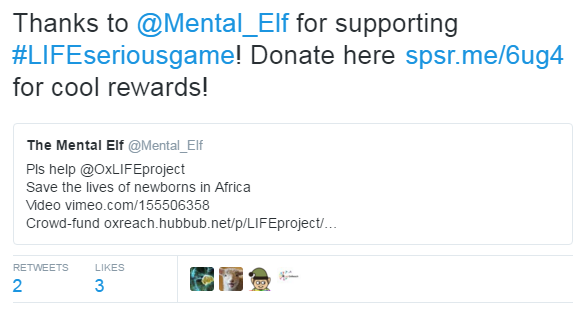 Thanks to @Mental_Elf for supporting
#LIFEseriousgame! Donate here spsr.me/6ug4
for cool rewards!
The Mental Elf @Mental_Elf
Pls help @OxLIFEproject
Save the lives of newborns in Africa
Video vimeo.com/155506358
Crowd-fund oxreach.hubbub.net/p/LIFEproject/…
RETWEETS LIKES
2 3